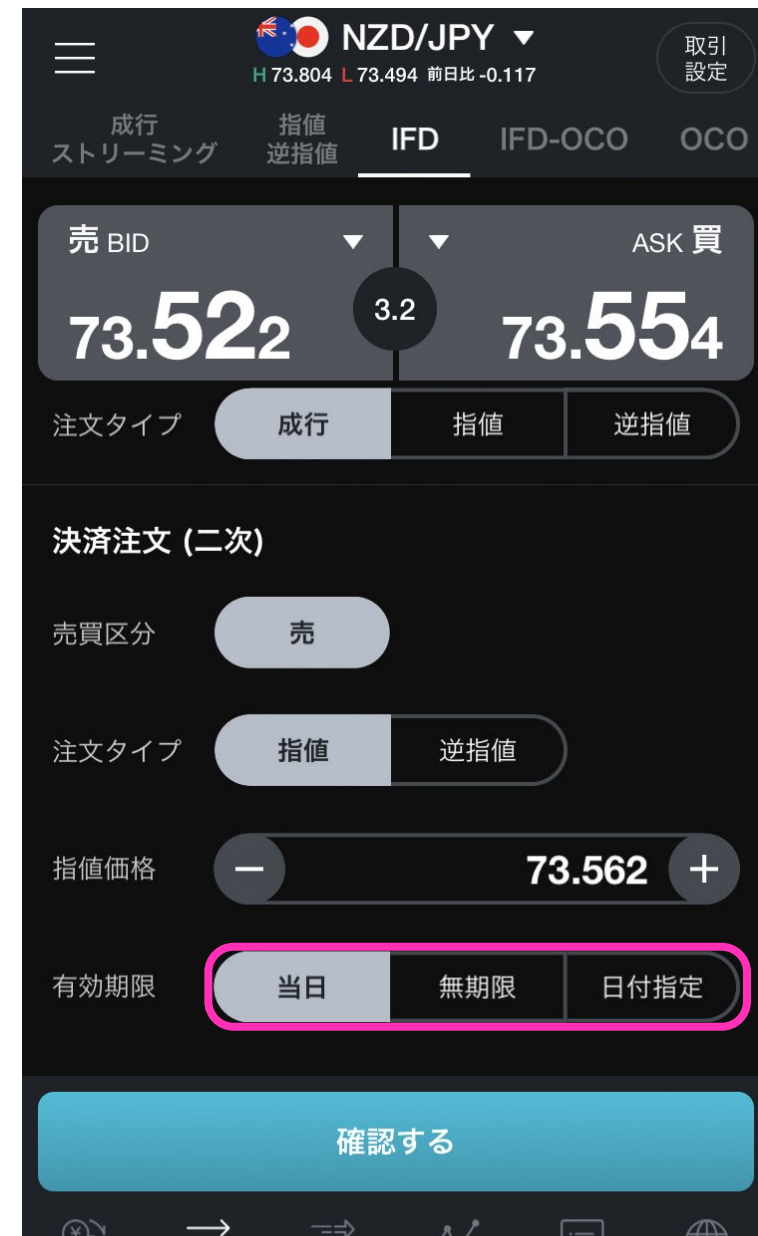 NZD/JPY ▼
H 73.804 L 73.494 前日比 -0.117
取引
設定
成行
ストリーミング
指値
逆指値
IFD
IFD-OCO
OCO
売 BID ▼
▼ ASK 買
73.522
3.2
73.554
注文タイプ
成行
指値
逆指値
決済注文 (二次)
売買区分
売
注文タイプ
指値
逆指値
指値価格
− 73.562 +
有効期限
当日
無期限
日付指定
確認する